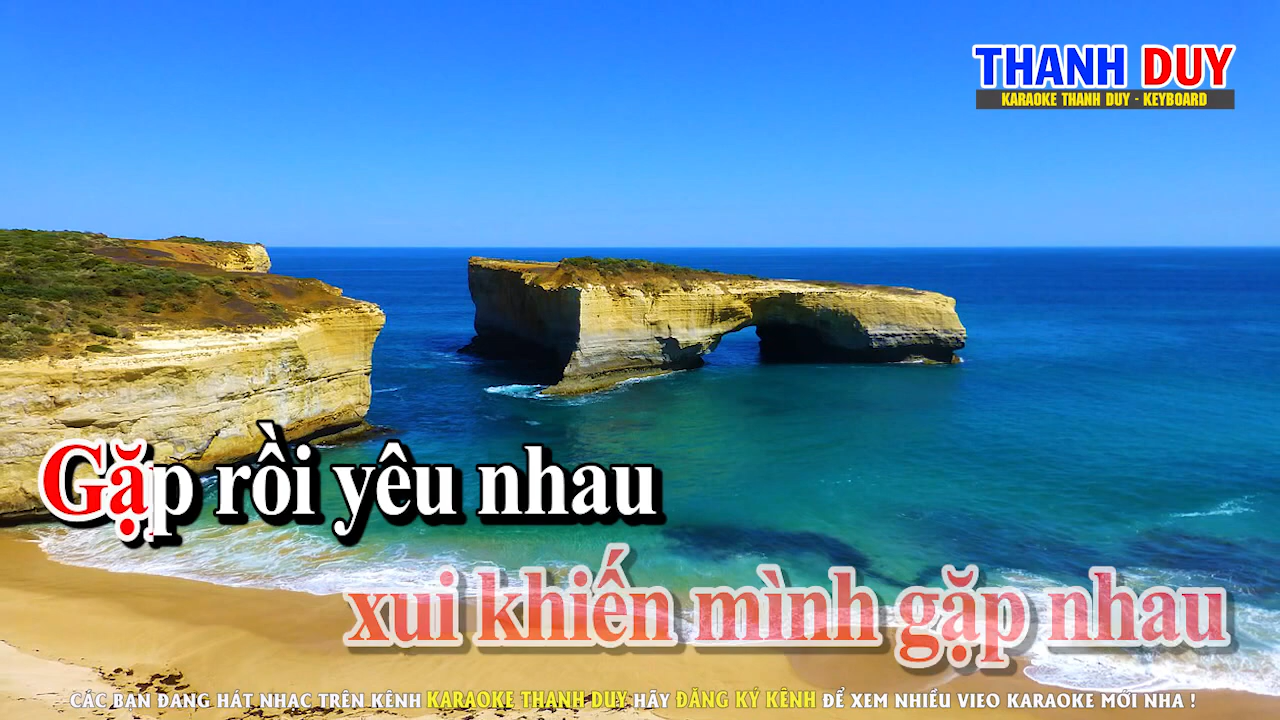 THANH DUY
KARAOKE THANH DUY - KEYBOARD
Gặp rồi yêu nhau
xui khiến mình gặp nhau
CÁC BẠN ĐANG HÁT NHẠC TRÊN KÊNH KARAOKE THANH DUY HÃY ĐĂNG KÝ KÊNH ĐỂ XEM NHIỀU VIEO KARAOKE MỚI NHA !